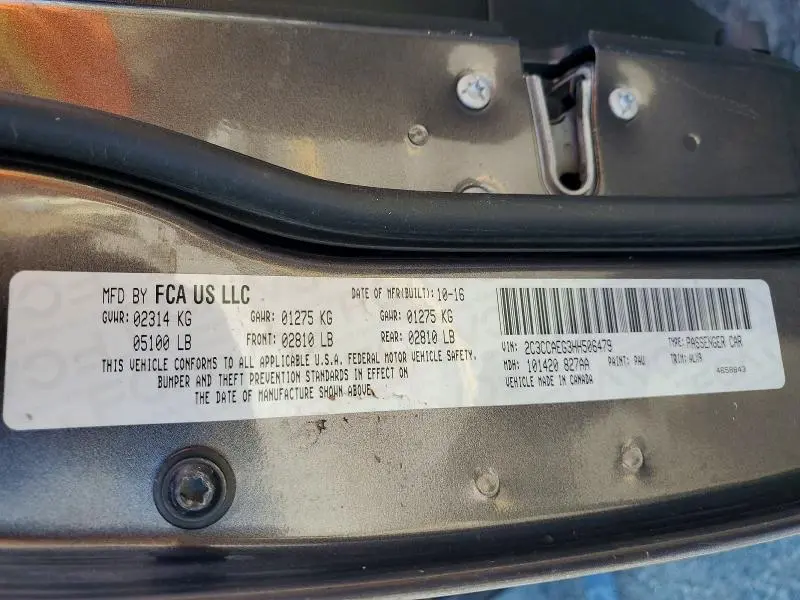 MFD BY FCA US LLC DATE OF MFR(BUILT): 10-16
GVWR: 02314 KG GAWR: 01275 KG GAWR: 01275 KG
05100 LB FRONT: 02810 LB REAR: 02810 LB
THIS VEHICLE CONFORMS TO ALL APPLICABLE U.S.A. FEDERAL MOTOR VEHICLE SAFETY,
BUMPER AND THEFT PREVENTION STANDARDS IN EFFECT ON
THE DATE OF MANUFACTURE SHOWN ABOVE.
VIN: 2C3CCAEG3HH506479 TYPE: PASSENGER CAR
MDH: 101420 827AA PAINT: PAU TRIM: ALX9
VEHICLE MADE IN CANADA 4658843